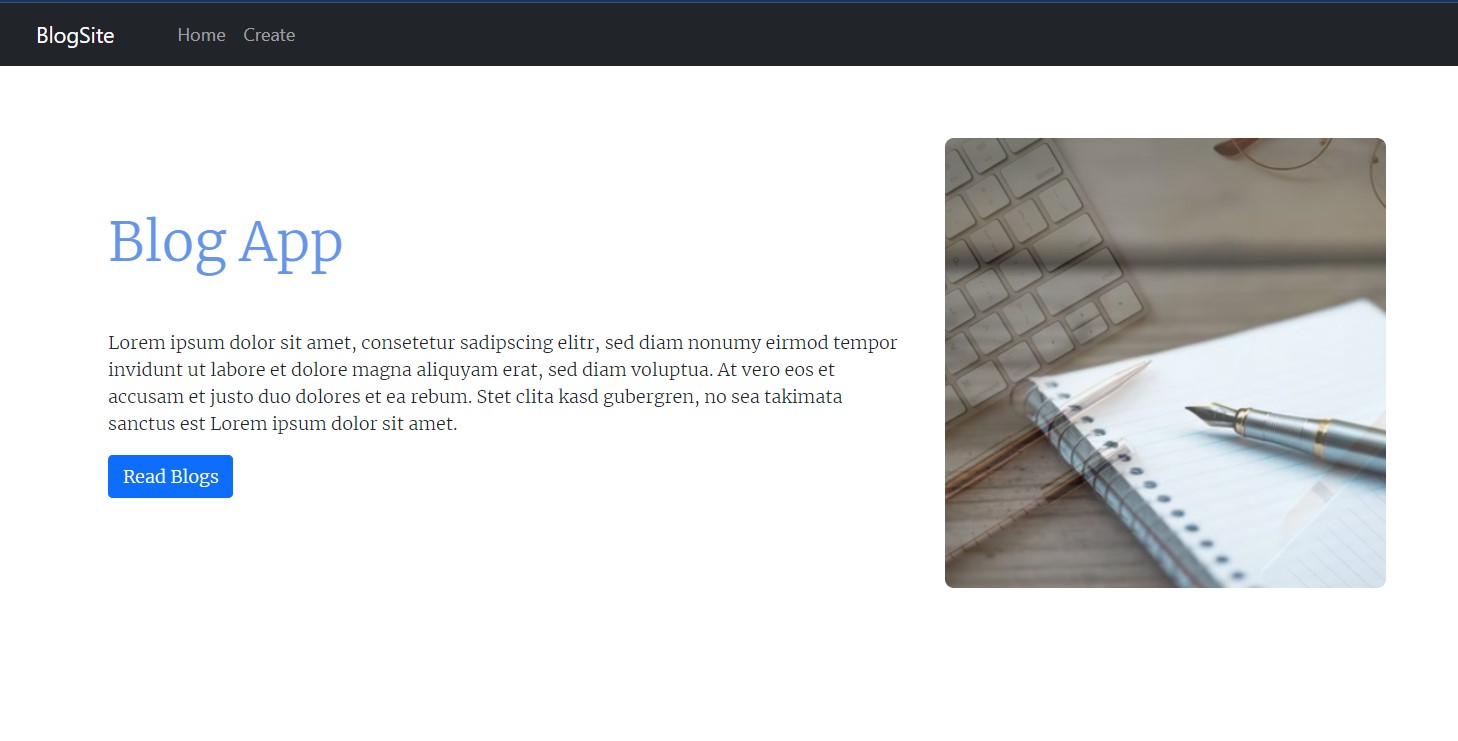 BlogSite Home Create
Blog App
Lorem ipsum dolor sit amet, consetetur sadipscing elitr, sed diam nonumy eirmod tempor
invidunt ut labore et dolore magna aliquyam erat, sed diam voluptua. At vero eos et
accusam et justo duo dolores et ea rebum. Stet clita kasd gubergren, no sea takimata
sanctus est Lorem ipsum dolor sit amet.
Read Blogs